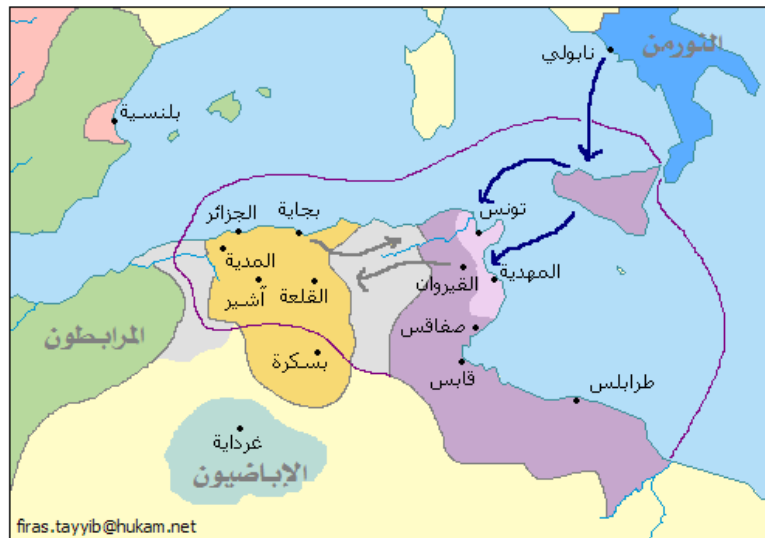 النورمن
نابولي
بلنسية
تونس
بجاية
الجزائر
المدية
المهدية
القيروان
القلعة
آشير
صفاقس
المرابطون
بسكرة
قابس
طرابلس
غرداية
الإباضيون
firas.tayyib@hukam.net